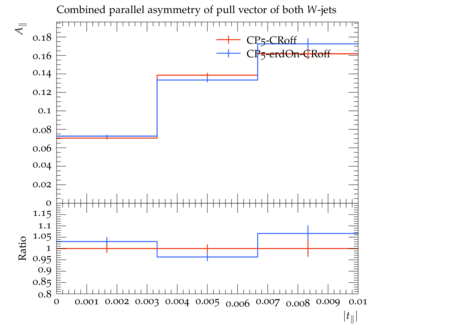 Combined parallel asymmetry of pull vector of both W-jets
A∥
CP5-CRoff
CP5-erdOn-CRoff
0.18
0.16
0.14
0.12
0.1
0.08
0.06
0.04
0.02
0
Ratio
1.15
1.1
1.05
1
0.95
0.9
0.85
0.8
0 0.001 0.002 0.003 0.004 0.005 0.006 0.007 0.008 0.009 0.01
|t∥|